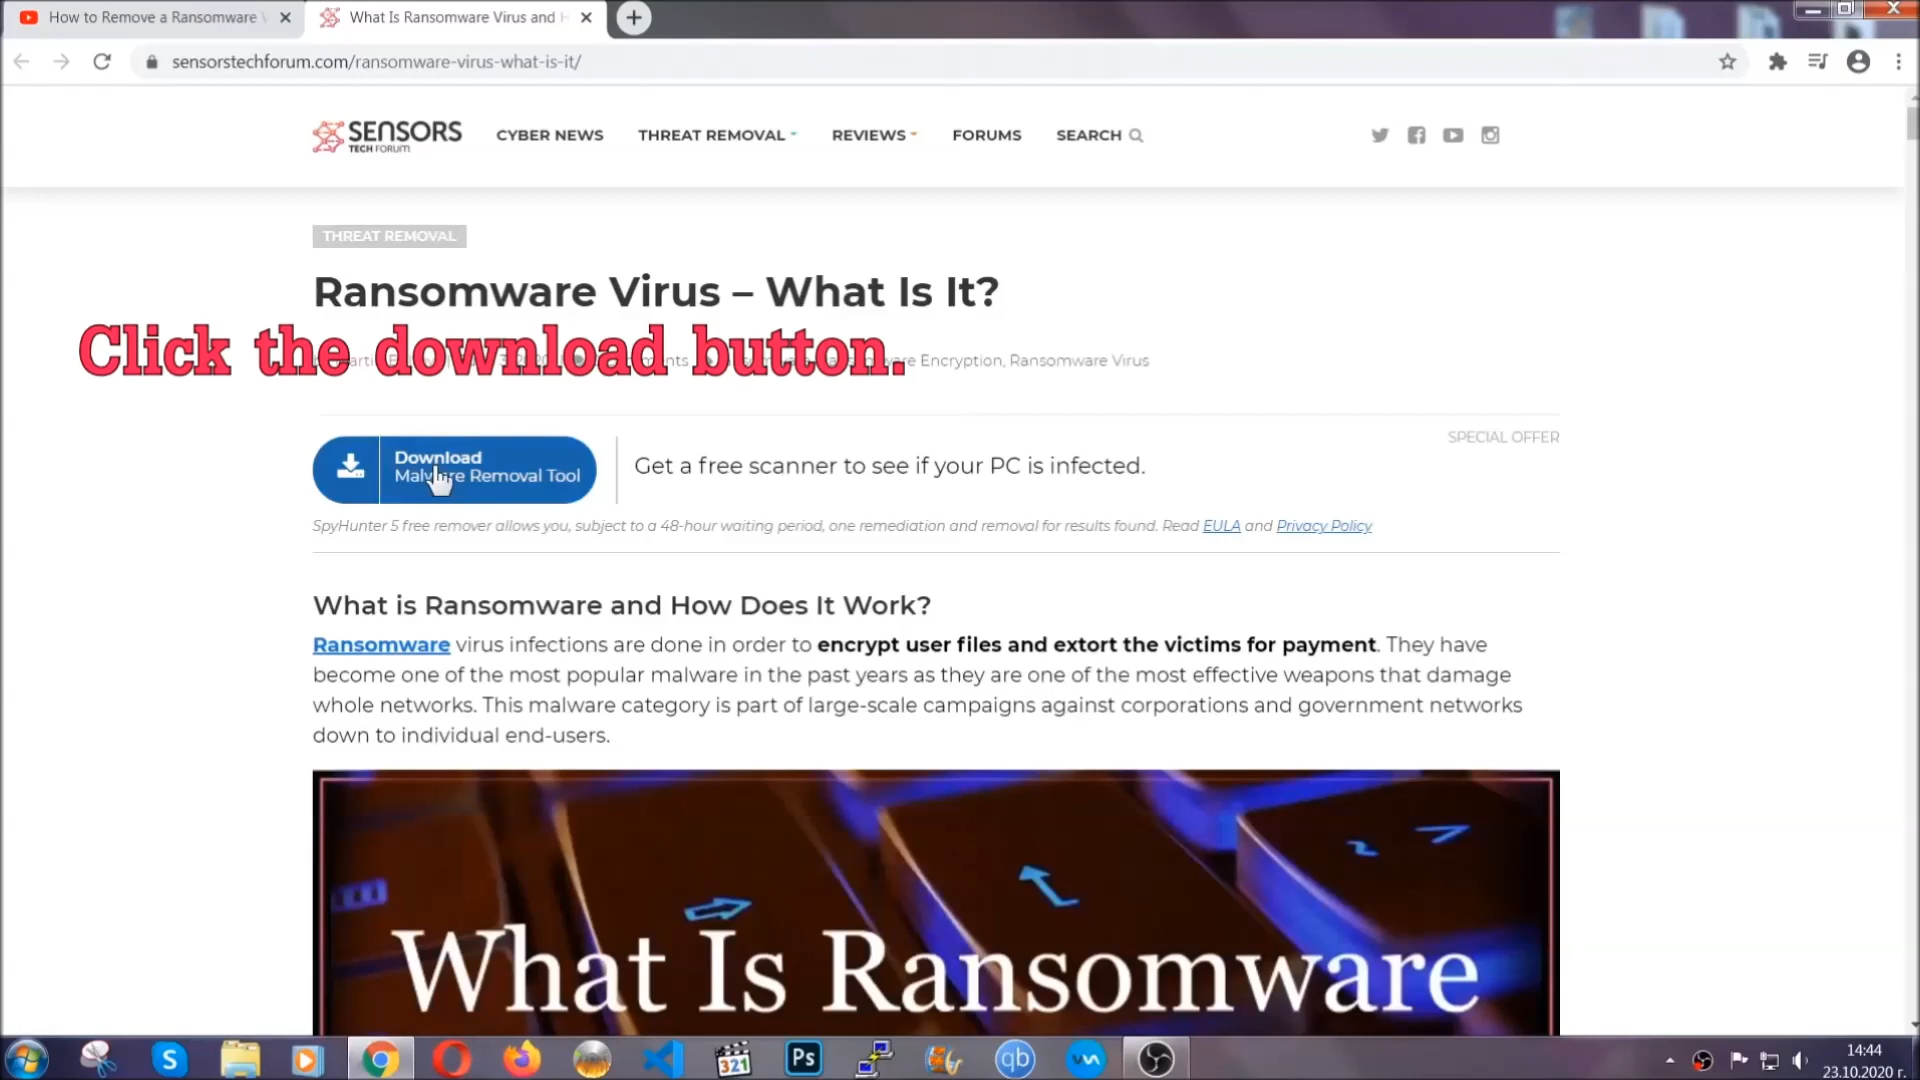 How to Remove a Ransomware
What Is Ransomware Virus and
sensorstechforum.com/ransomware-virus-what-is-it/
SENSORS
TECH FORUM
CYBER NEWS
THREAT REMOVAL
REVIEWS
FORUMS
SEARCH
THREAT REMOVAL
Ransomware Virus – What Is It?
Click the download button.
Encryption, Ransomware Virus
SPECIAL OFFER
Download
Malware Removal Tool
Get a free scanner to see if your PC is infected.
SpyHunter 5 free remover allows you, subject to a 48-hour waiting period, one remediation and removal for results found. Read EULA and Privacy Policy
What is Ransomware and How Does It Work?
Ransomware virus infections are done in order to encrypt user files and extort the victims for payment. They have
become one of the most popular malware in the past years as they are one of the most effective weapons that damage
whole networks. This malware category is part of large-scale campaigns against corporations and government networks
down to individual end-users.
What Is Ransomware
S
321
Ps
qb
14:44
23.10.2020 г.